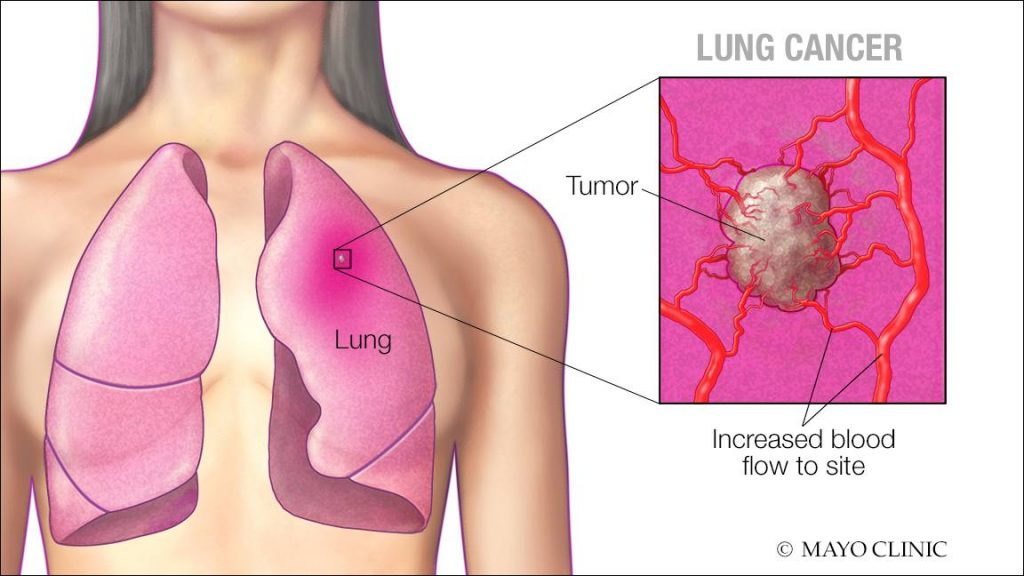 LUNG CANCER
Tumor
Lung
Increased blood
flow to site
© MAYO CLINIC